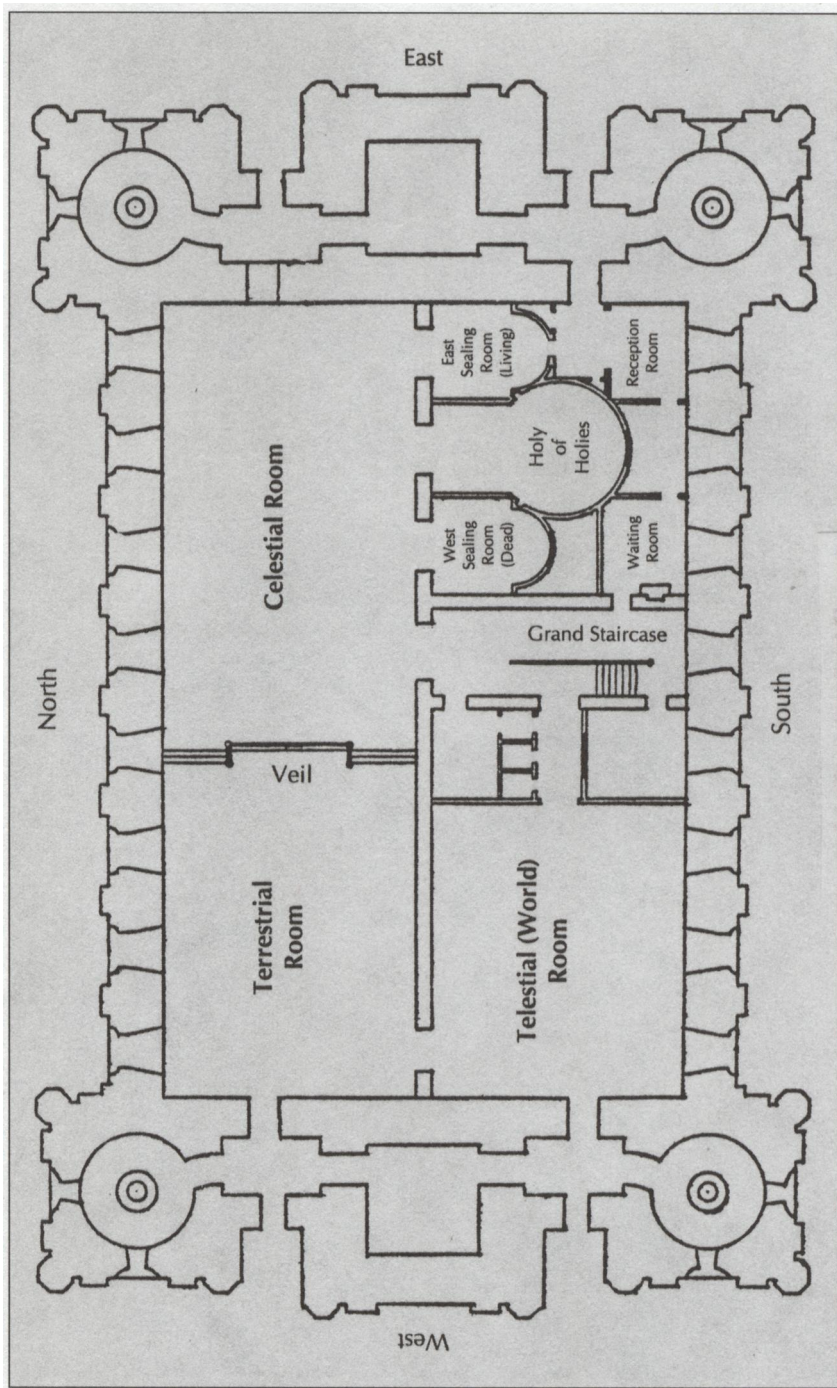 East
East
Sealing
Room
(Living)
Reception
Room
Celestial Room
Holy
of
Holies
West
Sealing
Room
(Dead)
Waiting
Room
Grand Staircase
North
South
Veil
Terrestrial
Room
Telestial (World)
Room
West